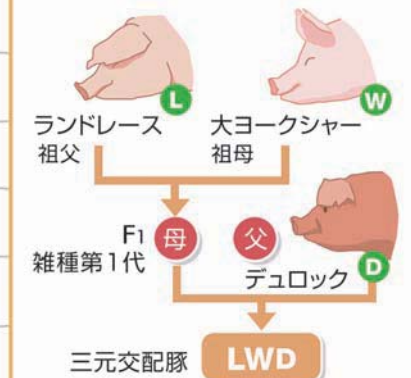 L
W
ランドレース
祖父
大ヨークシャー
祖母
F1
雑種第1代
母
父
デュロック
D
三元交配豚
LWD